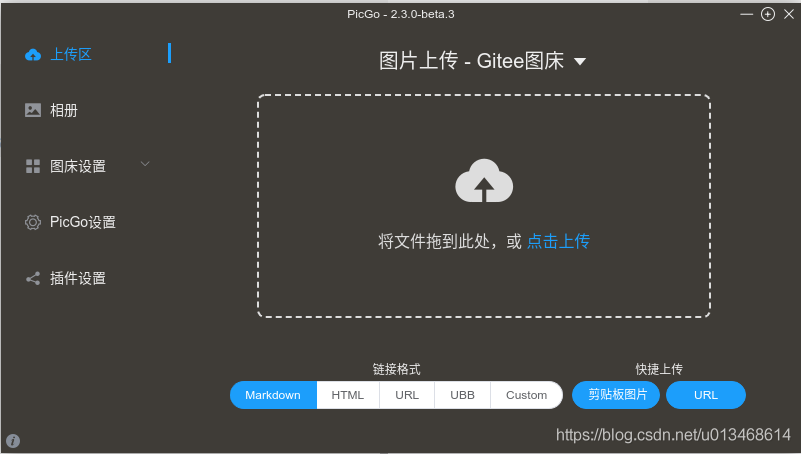 PicGo - 2.3.0-beta.3
上传区
相册
图床设置
PicGo设置
插件设置
图片上传 - Gitee图床
将文件拖到此处，或 点击上传
链接格式
Markdown HTML URL UBB Custom
快捷上传
剪贴板图片 URL
https://blog.csdn.net/u013468614